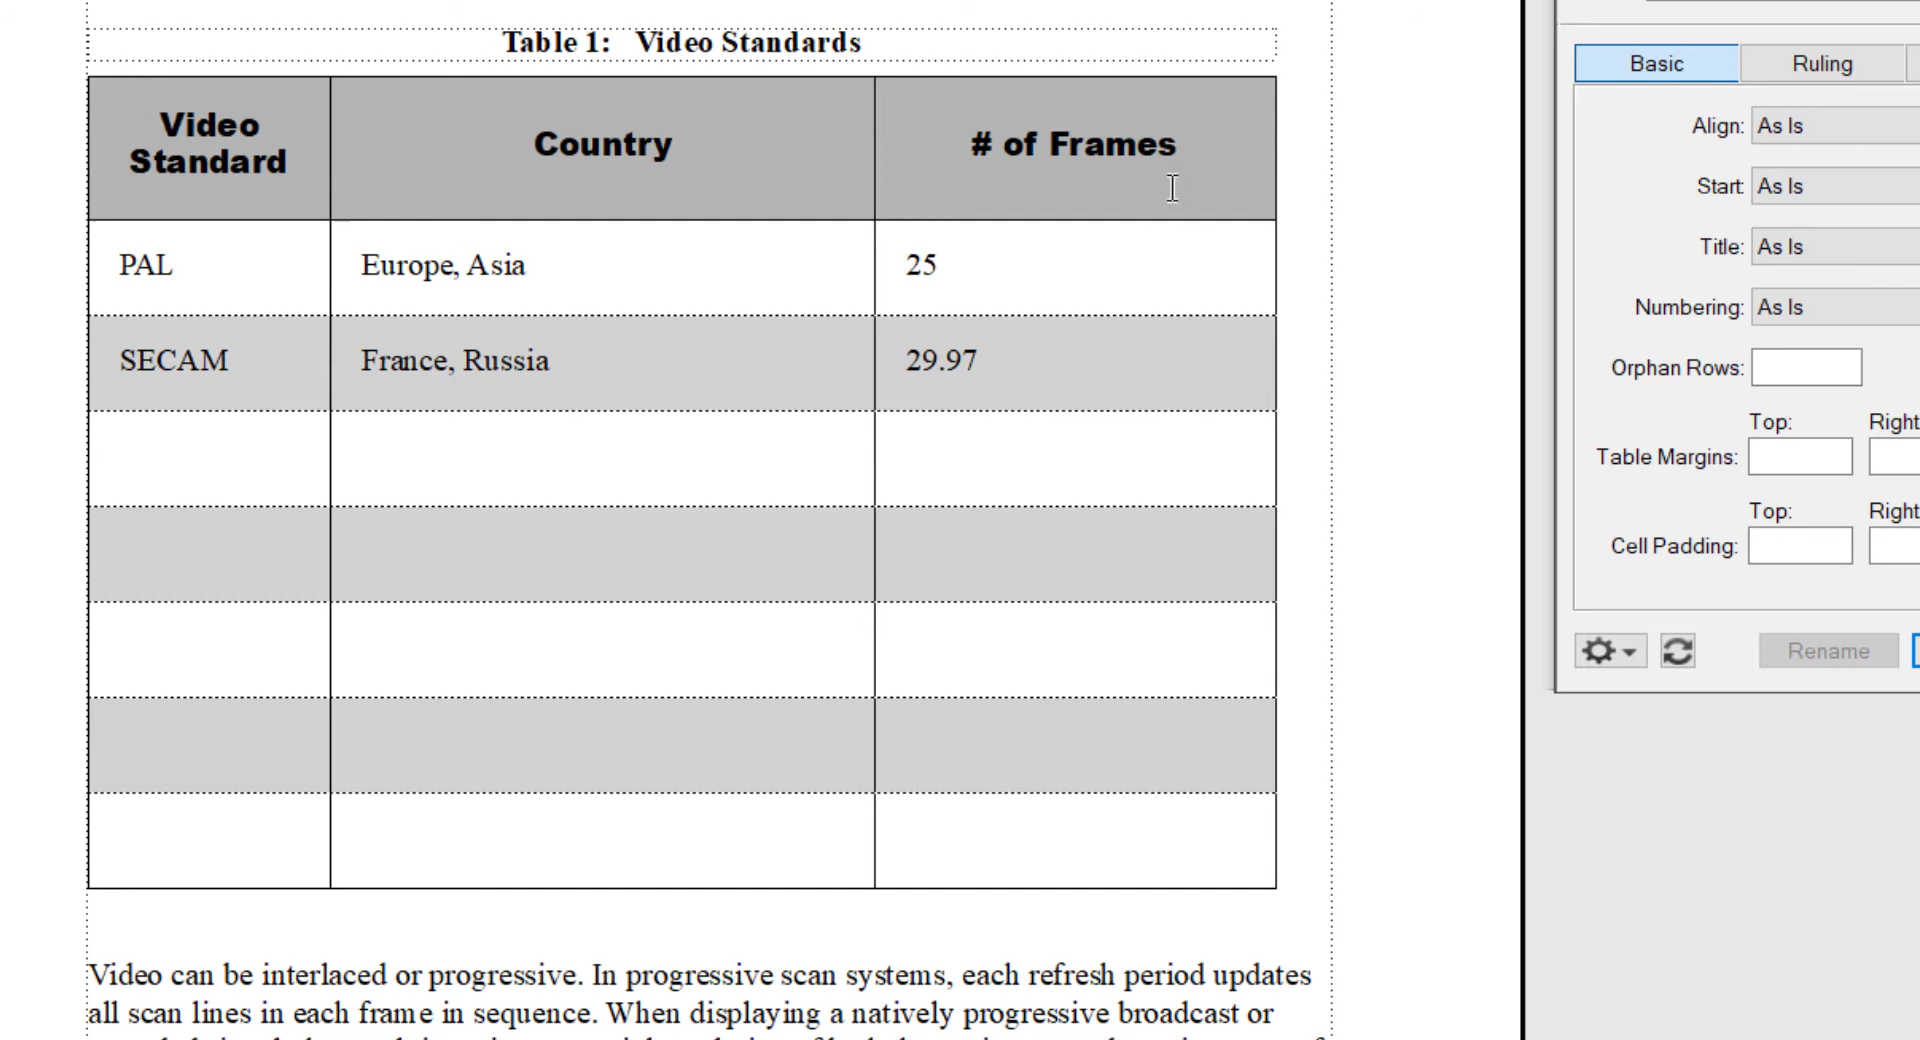 Table 1: Video Standards
Video
Standard
Country
# of Frames
PAL
Europe, Asia
25
SECAM
France, Russia
29.97
Video can be interlaced or progressive. In progressive scan systems, each refresh period updates
all scan lines in each frame in sequence. When displaying a natively progressive broadcast or
Basic
Ruling
Align:
As Is
Start:
As Is
Title:
As Is
Numbering:
As Is
Orphan Rows:
Top:
Right
Table Margins:
Top:
Right
Cell Padding:
Rename